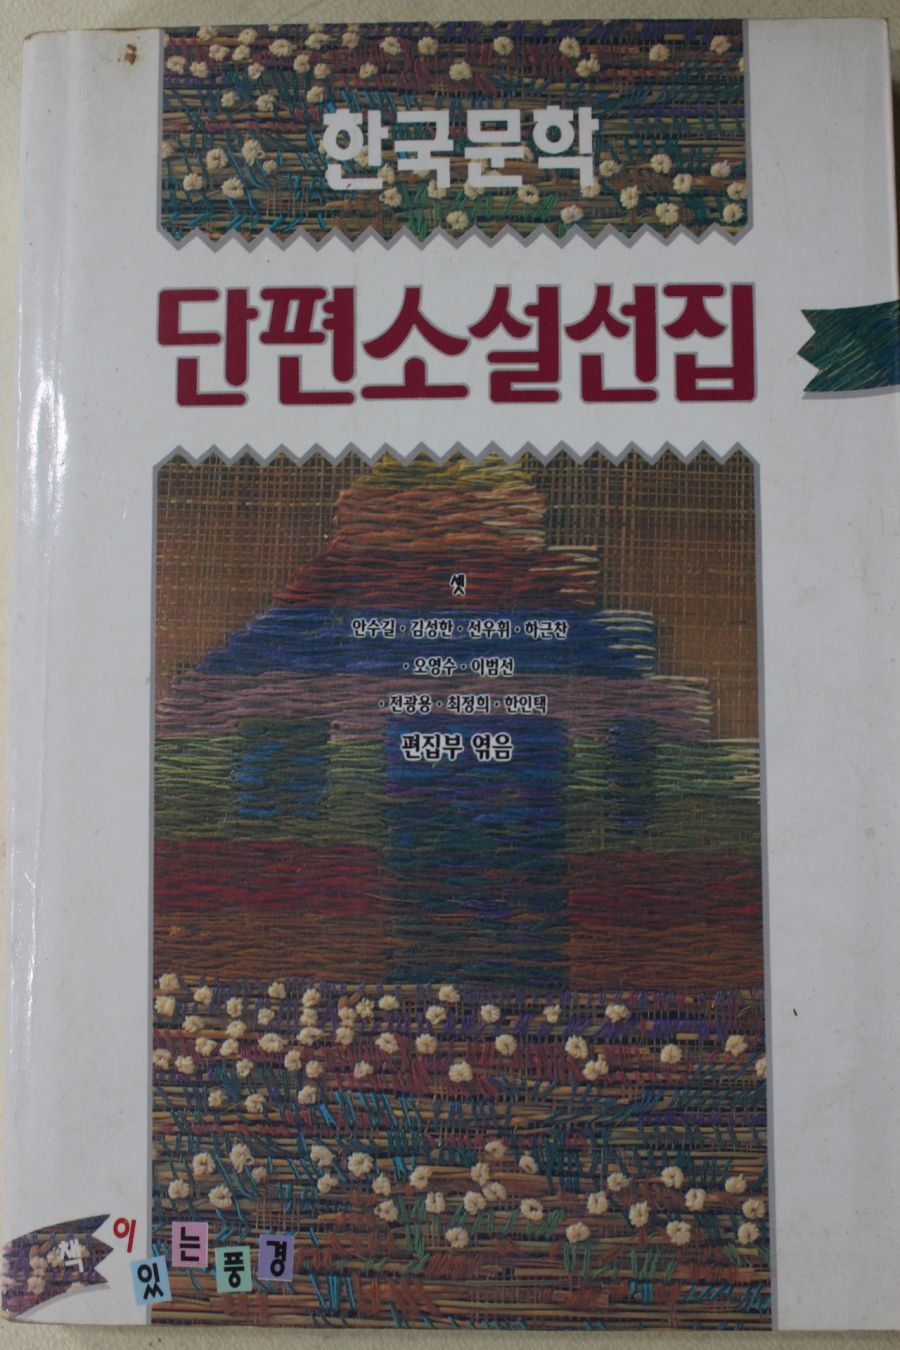 한국문학
단편소설선집
셋
안수길·김성한·선우휘·하근찬
·오영수·이범선
·전광용·최정희·한인택
편집부 엮음
책이있는풍경